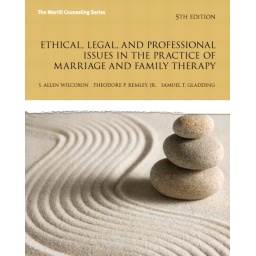 The Merrill Counseling Series
5TH EDITION
ETHICAL, LEGAL, AND PROFESSIONAL
ISSUES IN THE PRACTICE OF
MARRIAGE AND FAMILY THERAPY
S. ALLEN WILCOXON THEODORE P. REMLEY, JR. SAMUEL T. GLADDING